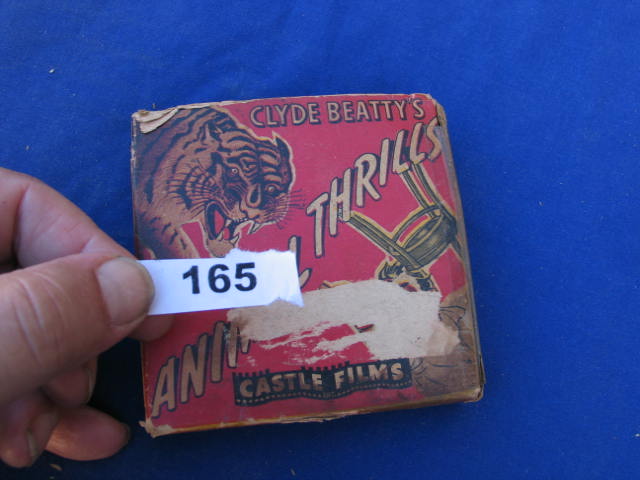 CLYDE BEATTY'S
THRILLS
165
CASTLE FILMS